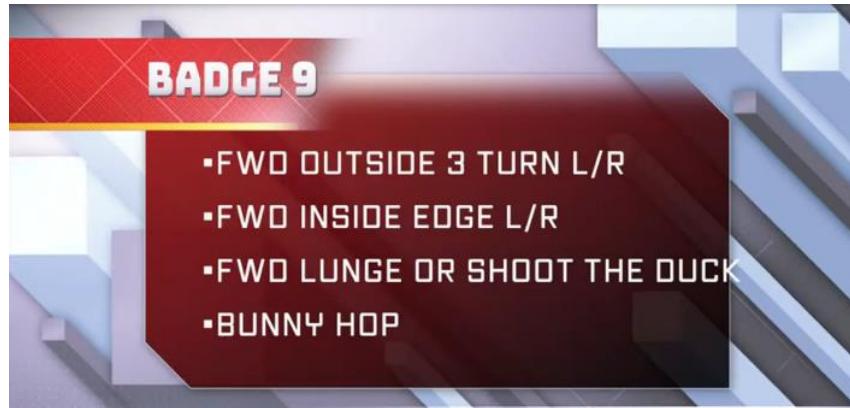 BADGE 9
▪FWD OUTSIDE 3 TURN L/R
▪FWD INSIDE EDGE L/R
▪FWD LUNGE OR SHOOT THE DUCK
▪BUNNY HOP